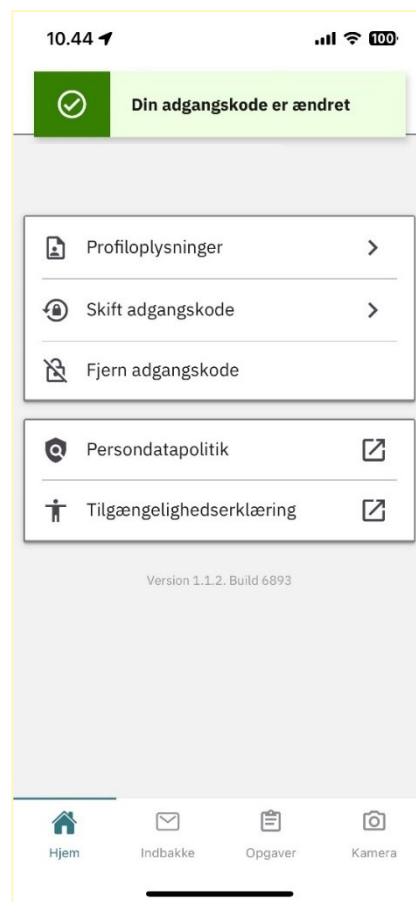 10.44
100
Din adgangskode er ændret
Profiloplysninger
Skift adgangskode
Fjern adgangskode
Persondatapolitik
Tilgængelighedserklæring
Version 1.1.2. Build 6893
Hjem Indbakke Opgaver Kamera